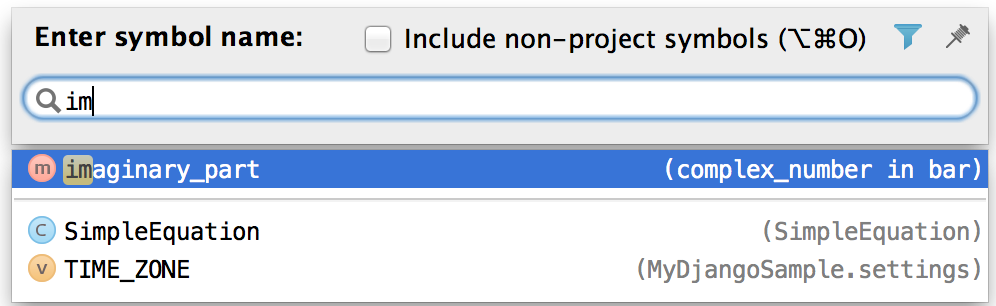 Enter symbol name: Include non-project symbols (⌥⌘O)
im
m imaginary_part (complex_number in bar)
C SimpleEquation (SimpleEquation)
V TIME_ZONE (MyDjangoSample.settings)